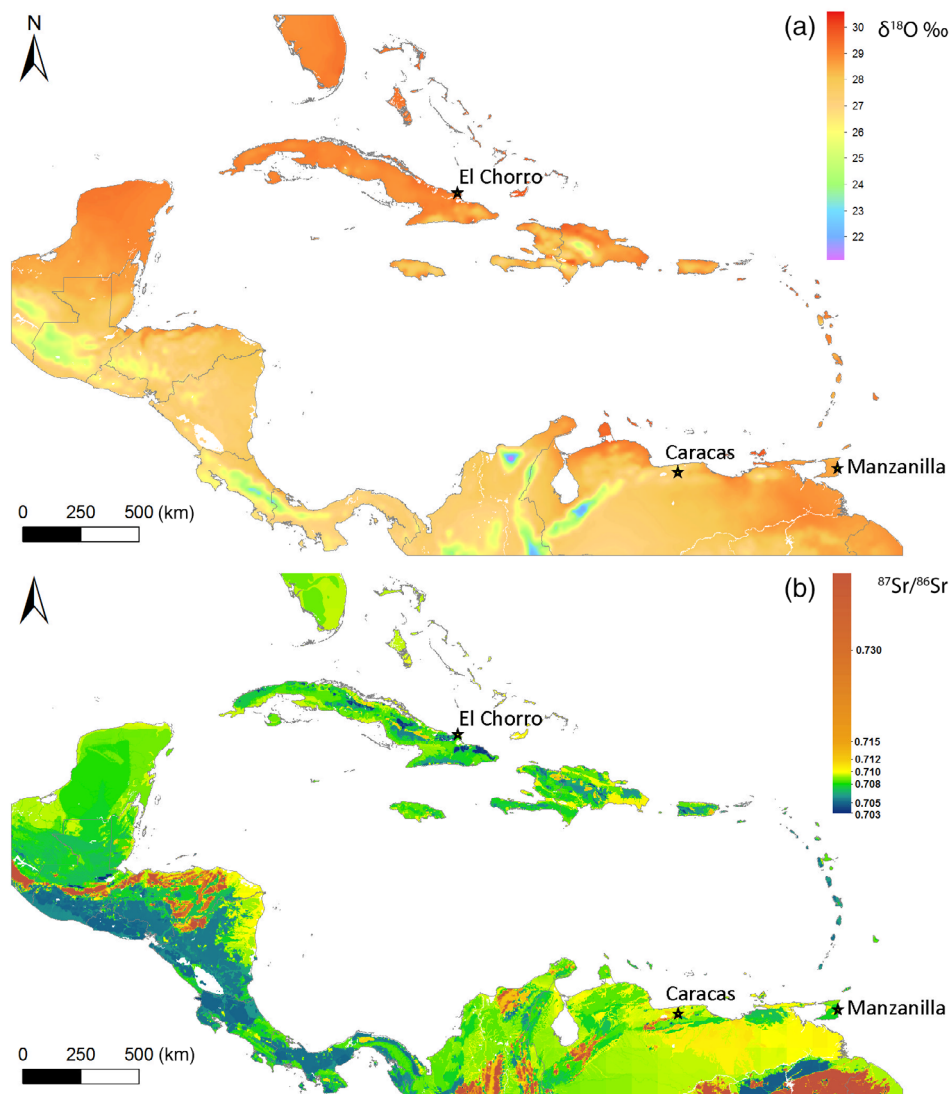 N
(a)
δ¹⁸O ‰
30
29
28
27
26
25
24
23
22
El Chorro
Caracas
Manzanilla
0 250 500 (km)
(b)
⁸⁷Sr/⁸⁶Sr
0.730
0.715
0.712
0.710
0.708
0.705
0.703
El Chorro
Caracas
Manzanilla
0 250 500 (km)